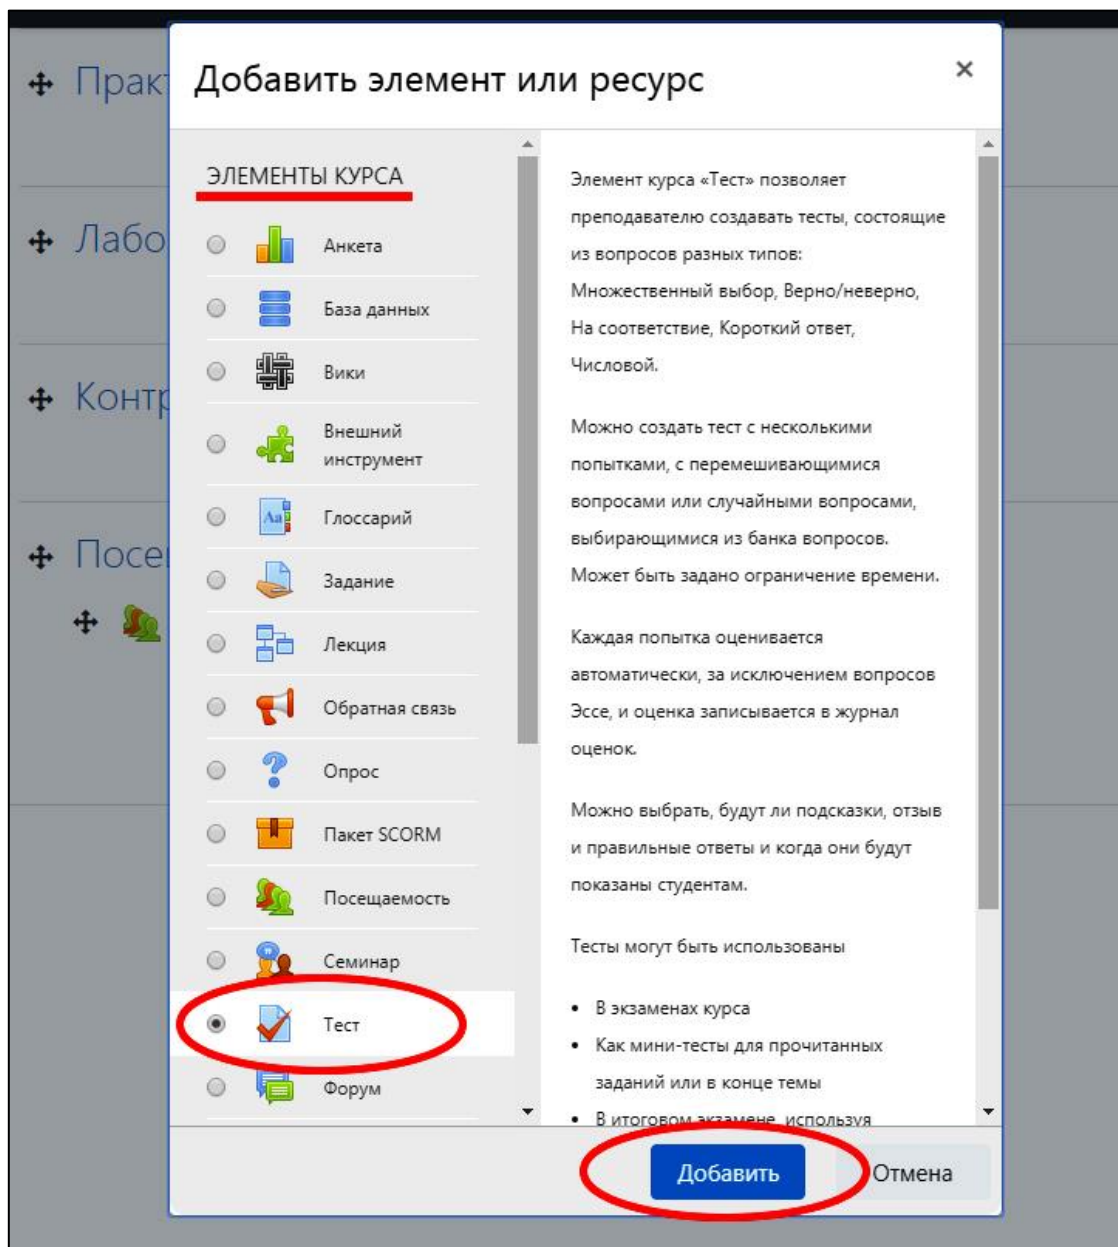 Добавить элемент или ресурс
×
Прак
Лабо
Контр
Посе
ЭЛЕМЕНТЫ КУРСА
Анкета
База данных
Вики
Внешний
инструмент
Aa
Глоссарий
Задание
Лекция
Обратная связь
Опрос
Пакет SCORM
Посещаемость
Семинар
Тест
Форум
Элемент курса «Тест» позволяет
преподавателю создавать тесты, состоящие
из вопросов разных типов:
Множественный выбор, Верно/неверно,
На соответствие, Короткий ответ,
Числовой.
Можно создать тест с несколькими
попытками, с перемешивающимися
вопросами или случайными вопросами,
выбирающимися из банка вопросов.
Может быть задано ограничение времени.
Каждая попытка оценивается
автоматически, за исключением вопросов
Эссе, и оценка записывается в журнал
оценок.
Можно выбрать, будут ли подсказки, отзыв
и правильные ответы и когда они будут
показаны студентам.
Тесты могут быть использованы
• В экзаменах курса
• Как мини-тесты для прочитанных
заданий или в конце темы
• В итоговом экзамене, используя
Добавить
Отмена